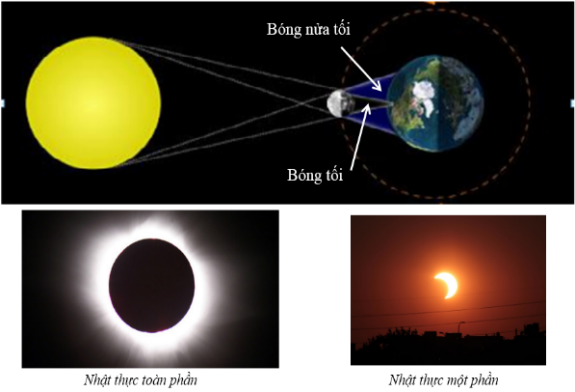 Bóng nửa tối
Bóng tối
Nhật thực toàn phần
Nhật thực một phần